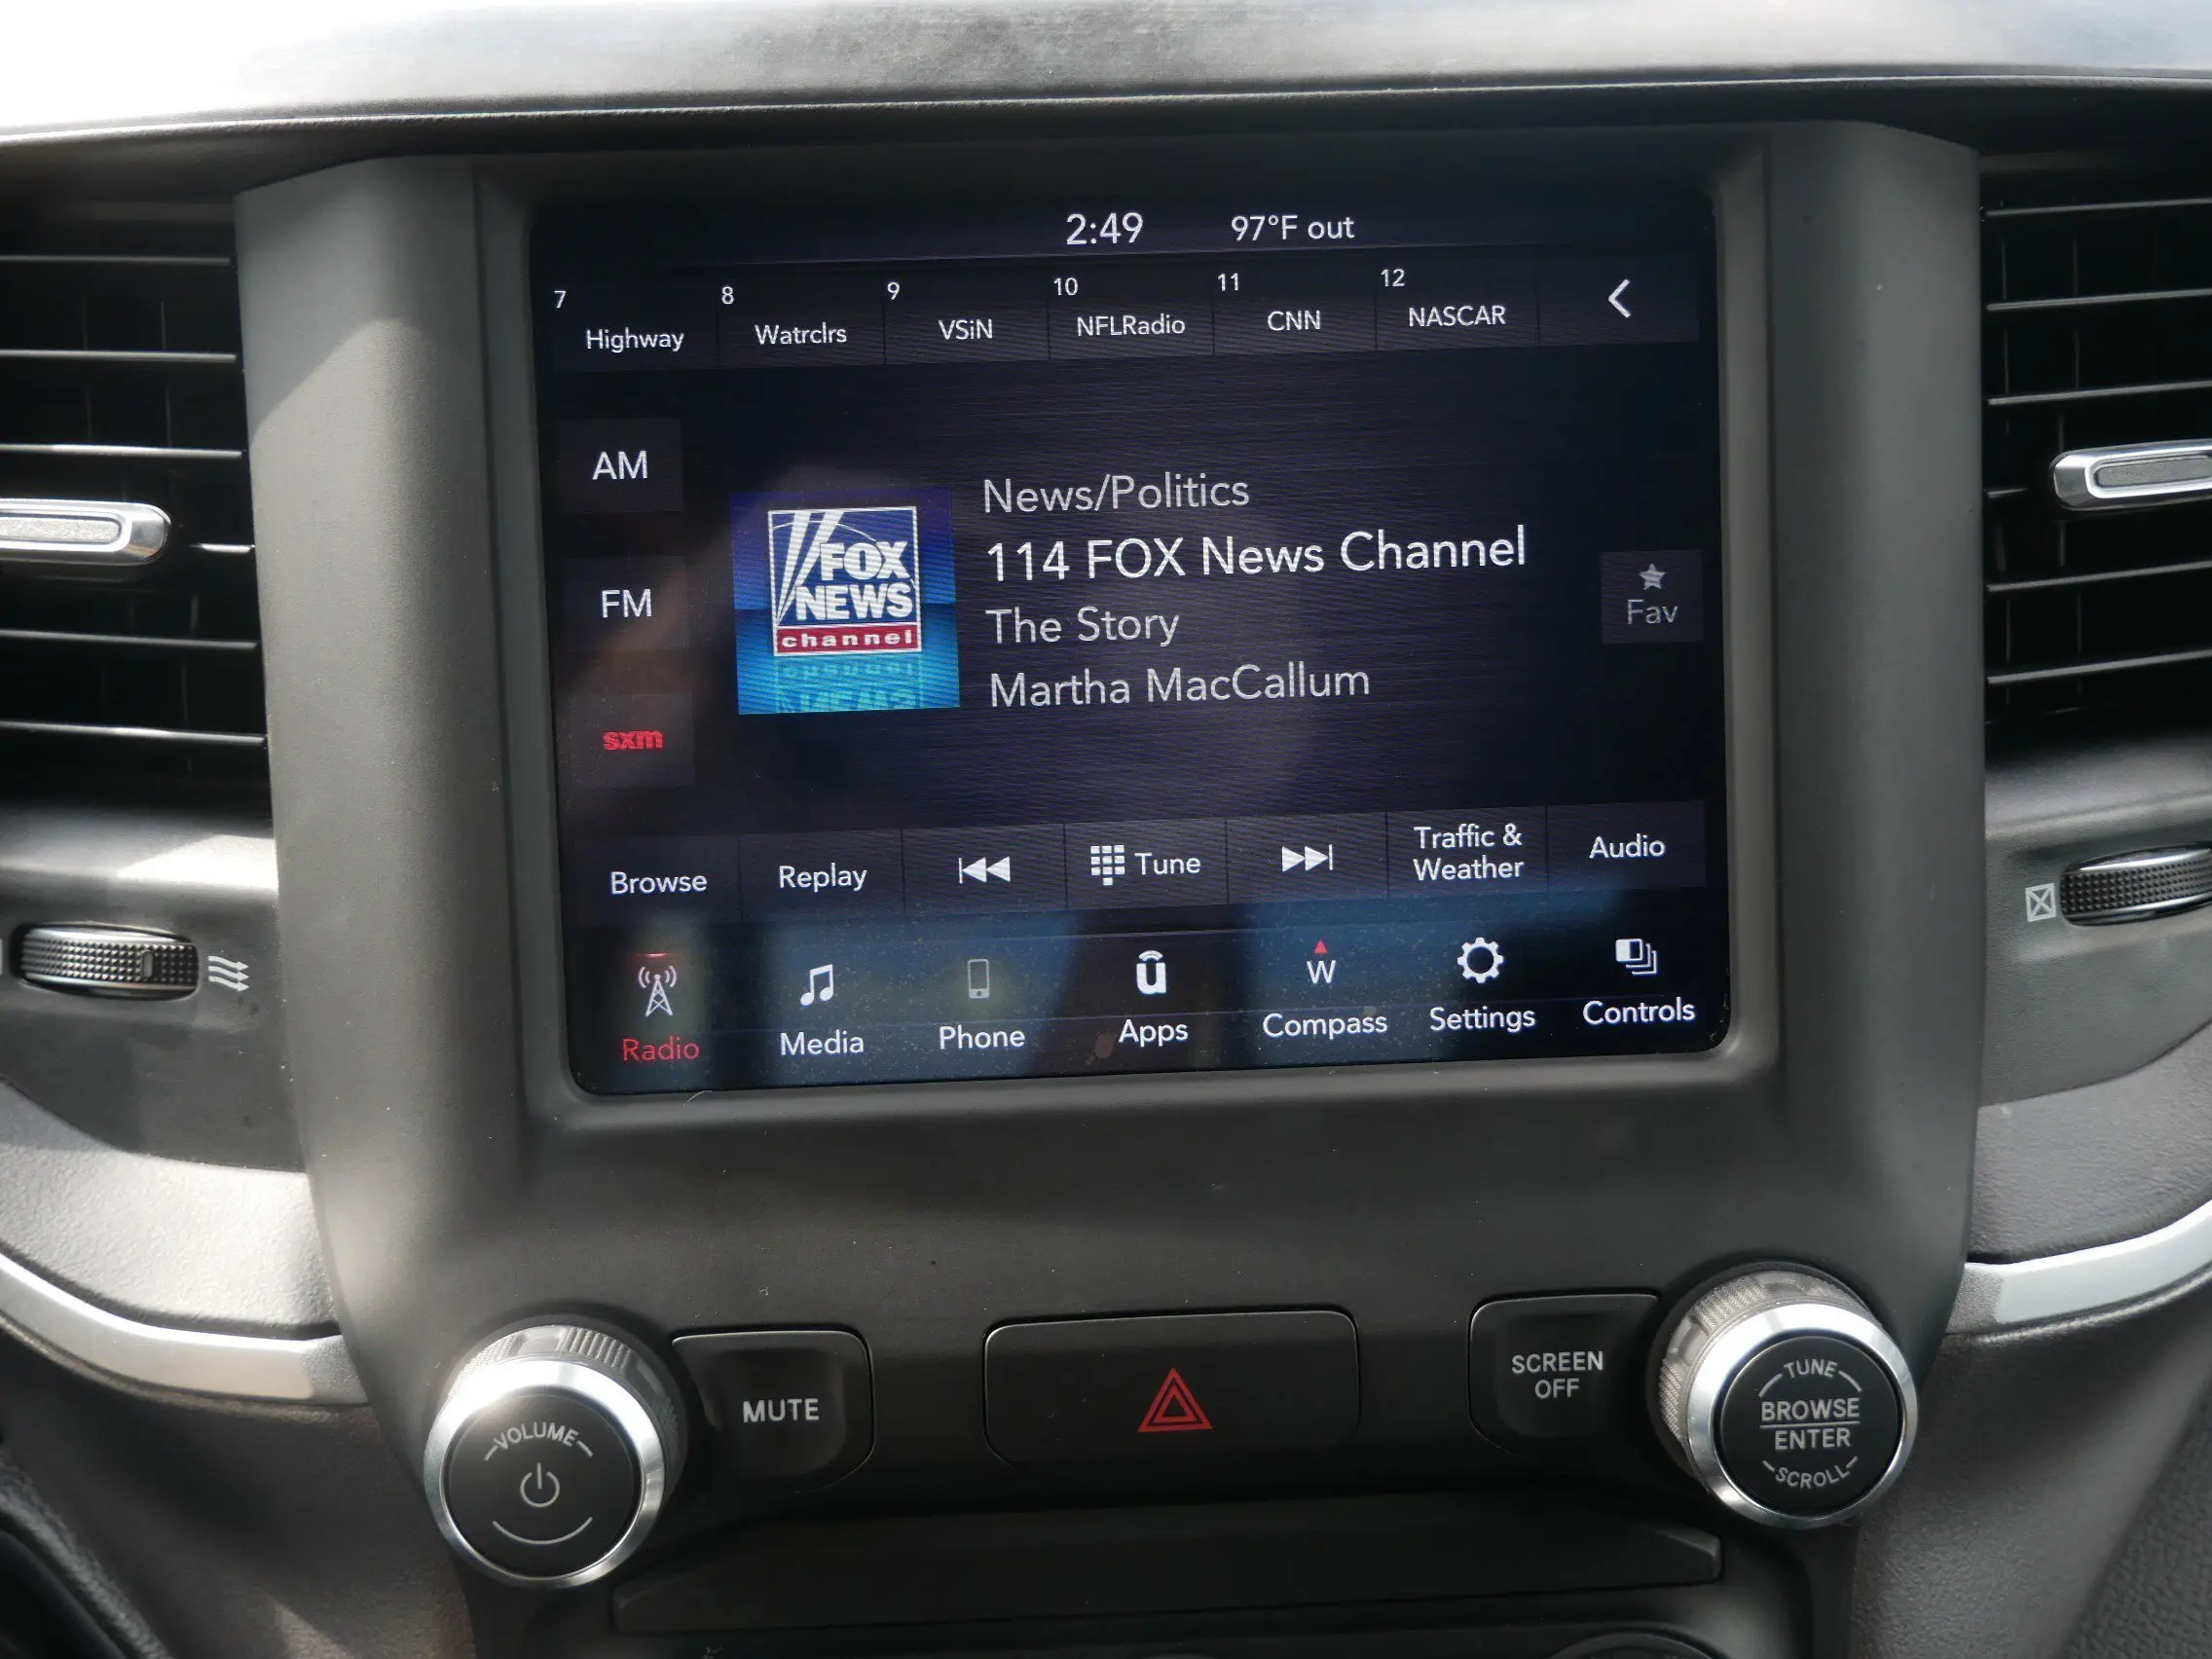 2:49 97°F out
7 Highway
8 Watrclrs
9 VSiN
10 NFLRadio
11 CNN
12 NASCAR
AM
FM
sxm
FOX
NEWS
channel
News/Politics
114 FOX News Channel
The Story
Martha MacCallum
Fav
Browse
Replay
Tune
Traffic &
Weather
Audio
Radio
Media
Phone
Apps
W
Compass
Settings
Controls
VOLUME
MUTE
SCREEN
OFF
TUNE
BROWSE
ENTER
SCROLL